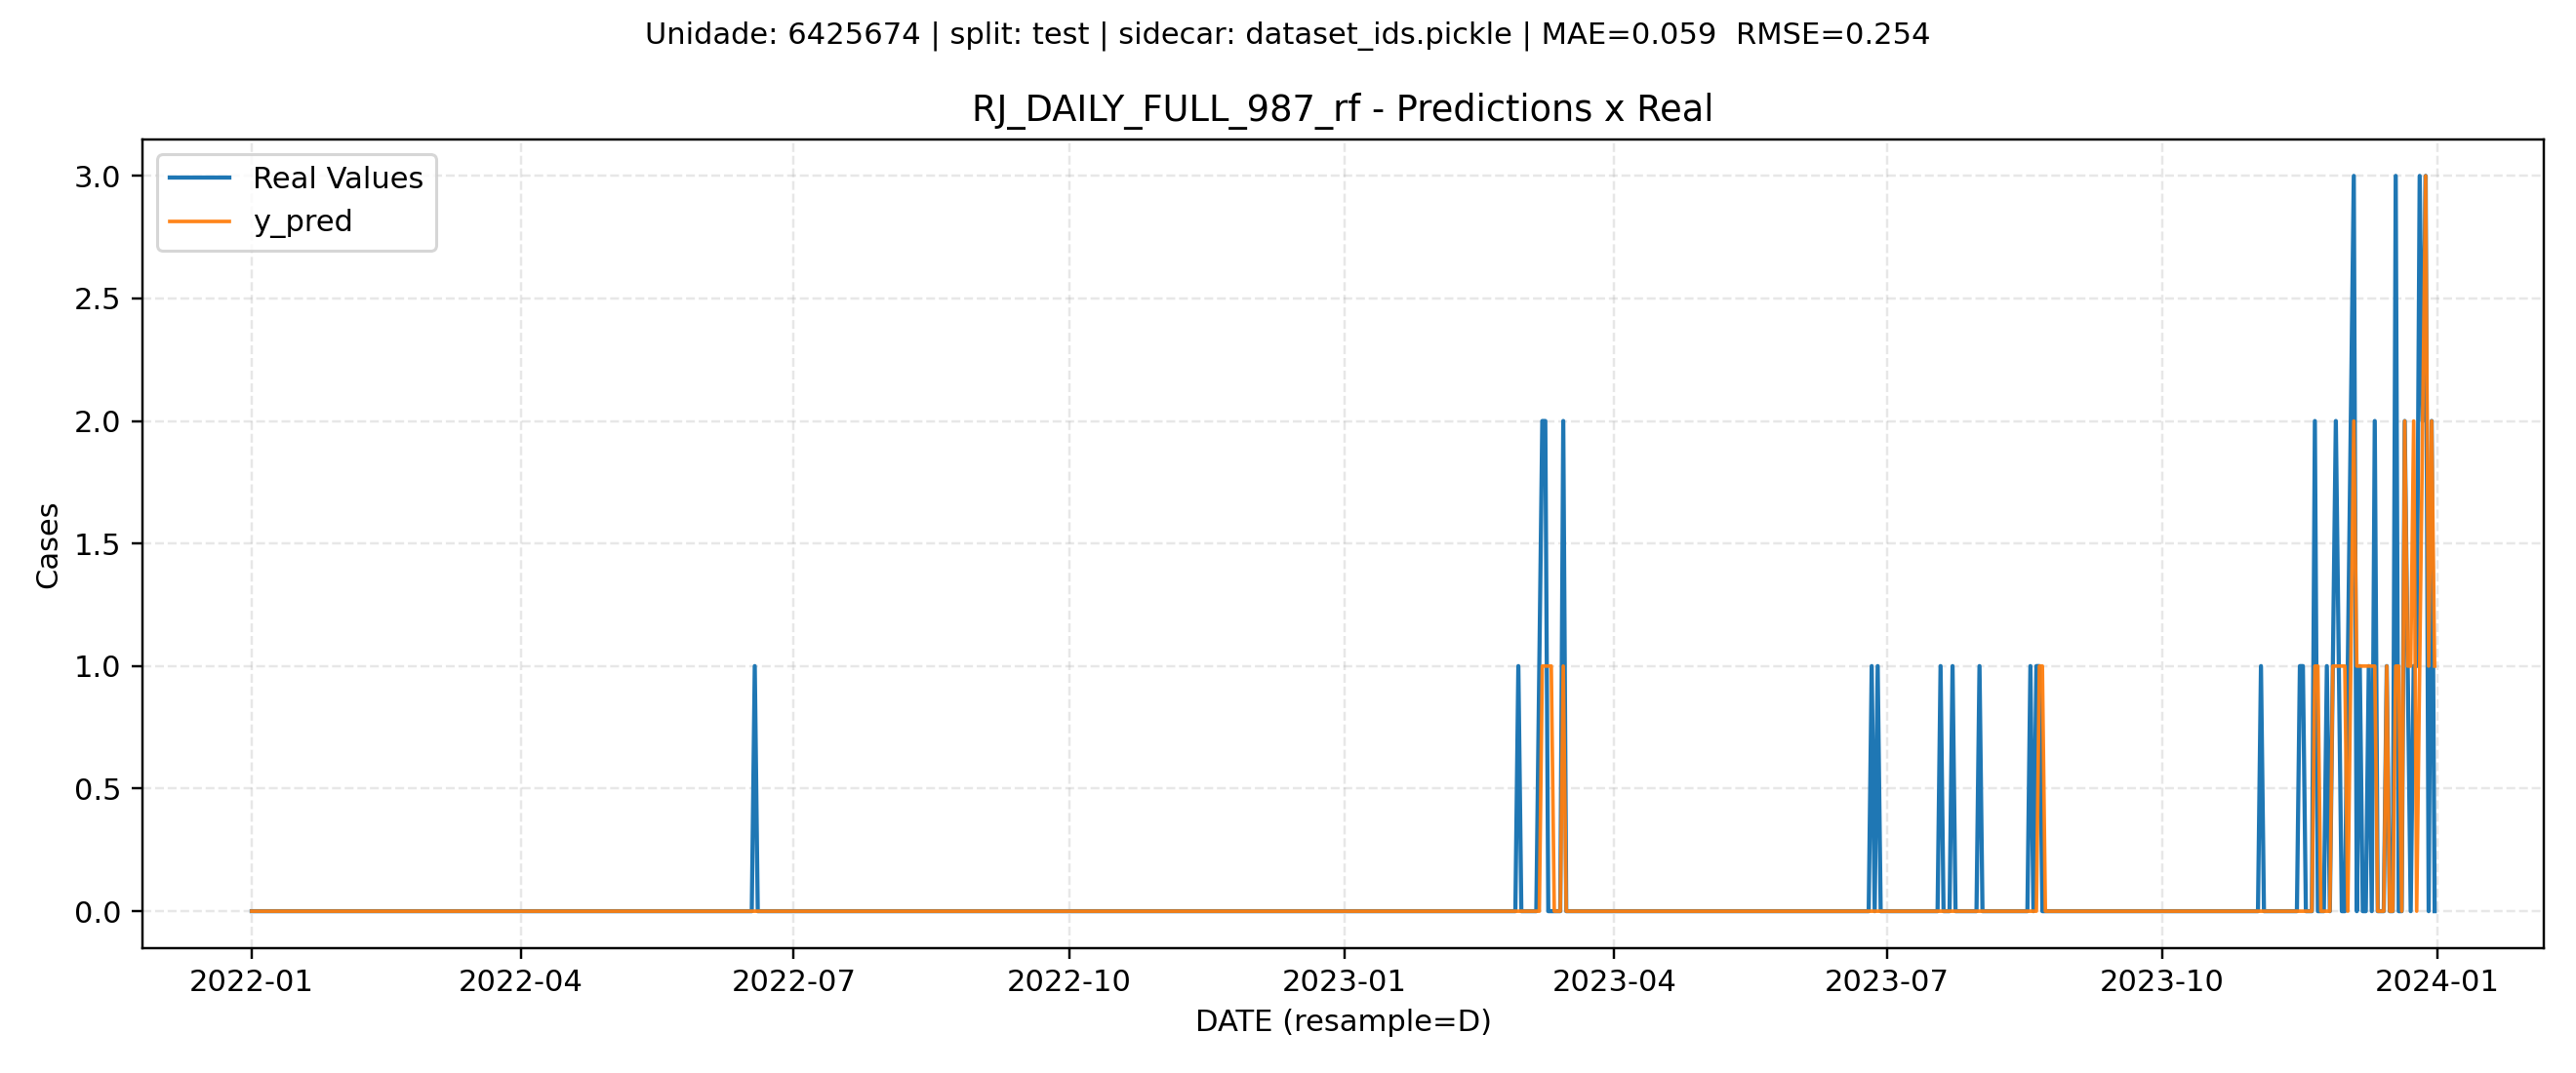 Unidade: 6425674 | split: test | sidecar: dataset_ids.pickle | MAE=0.059  RMSE=0.254
RJ_DAILY_FULL_987_rf - Predictions x Real
Real Values
y_pred
3.0
2.5
2.0
1.5
1.0
0.5
0.0
Cases
2022-01 2022-04 2022-07 2022-10 2023-01 2023-04 2023-07 2023-10 2024-01
DATE (resample=D)